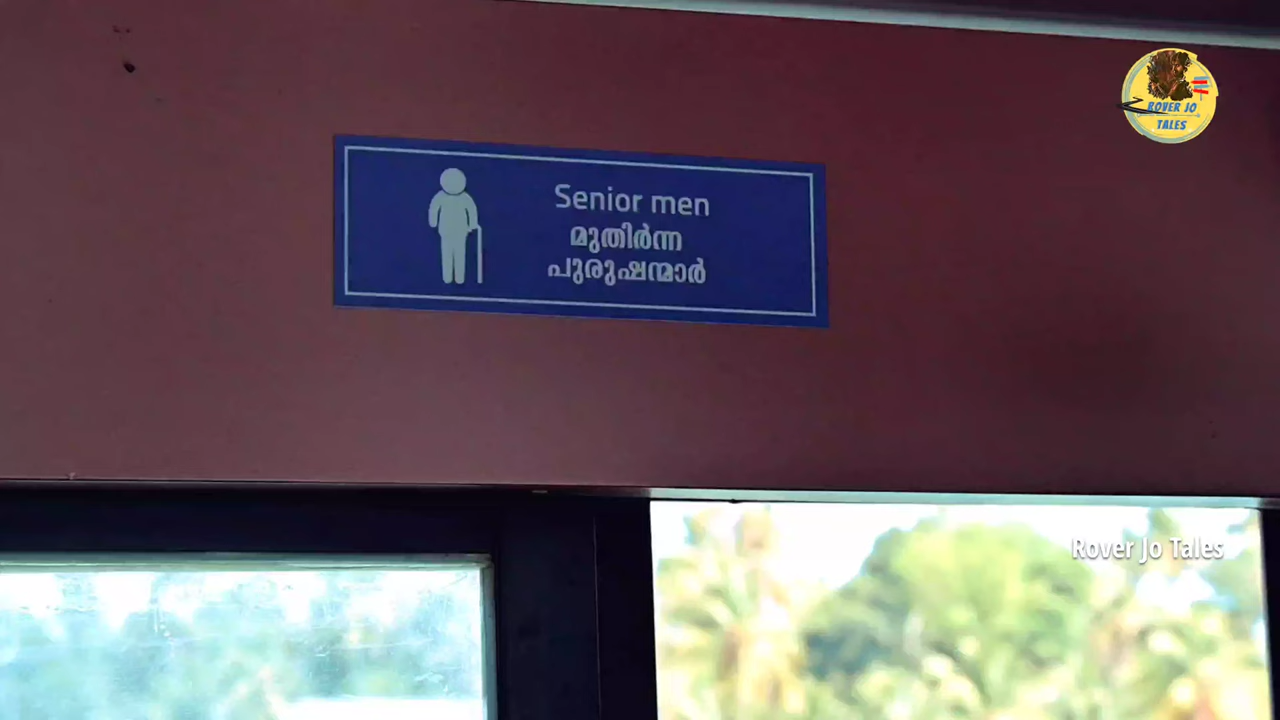 ROVER JO
TALES
Senior men
മുതിർന്ന
പുരുഷന്മാർ
Rover Jo Tales